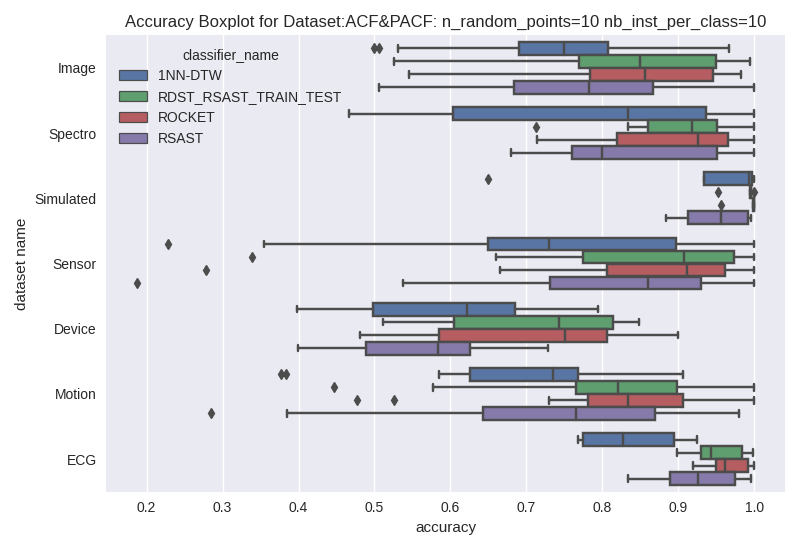 Accuracy Boxplot for Dataset:ACF&PACF: n_random_points=10 nb_inst_per_class=10
classifier_name
1NN-DTW
RDST_RSAST_TRAIN_TEST
ROCKET
RSAST
dataset name
Image
Spectro
Simulated
Sensor
Device
Motion
ECG
0.2 0.3 0.4 0.5 0.6 0.7 0.8 0.9 1.0
accuracy